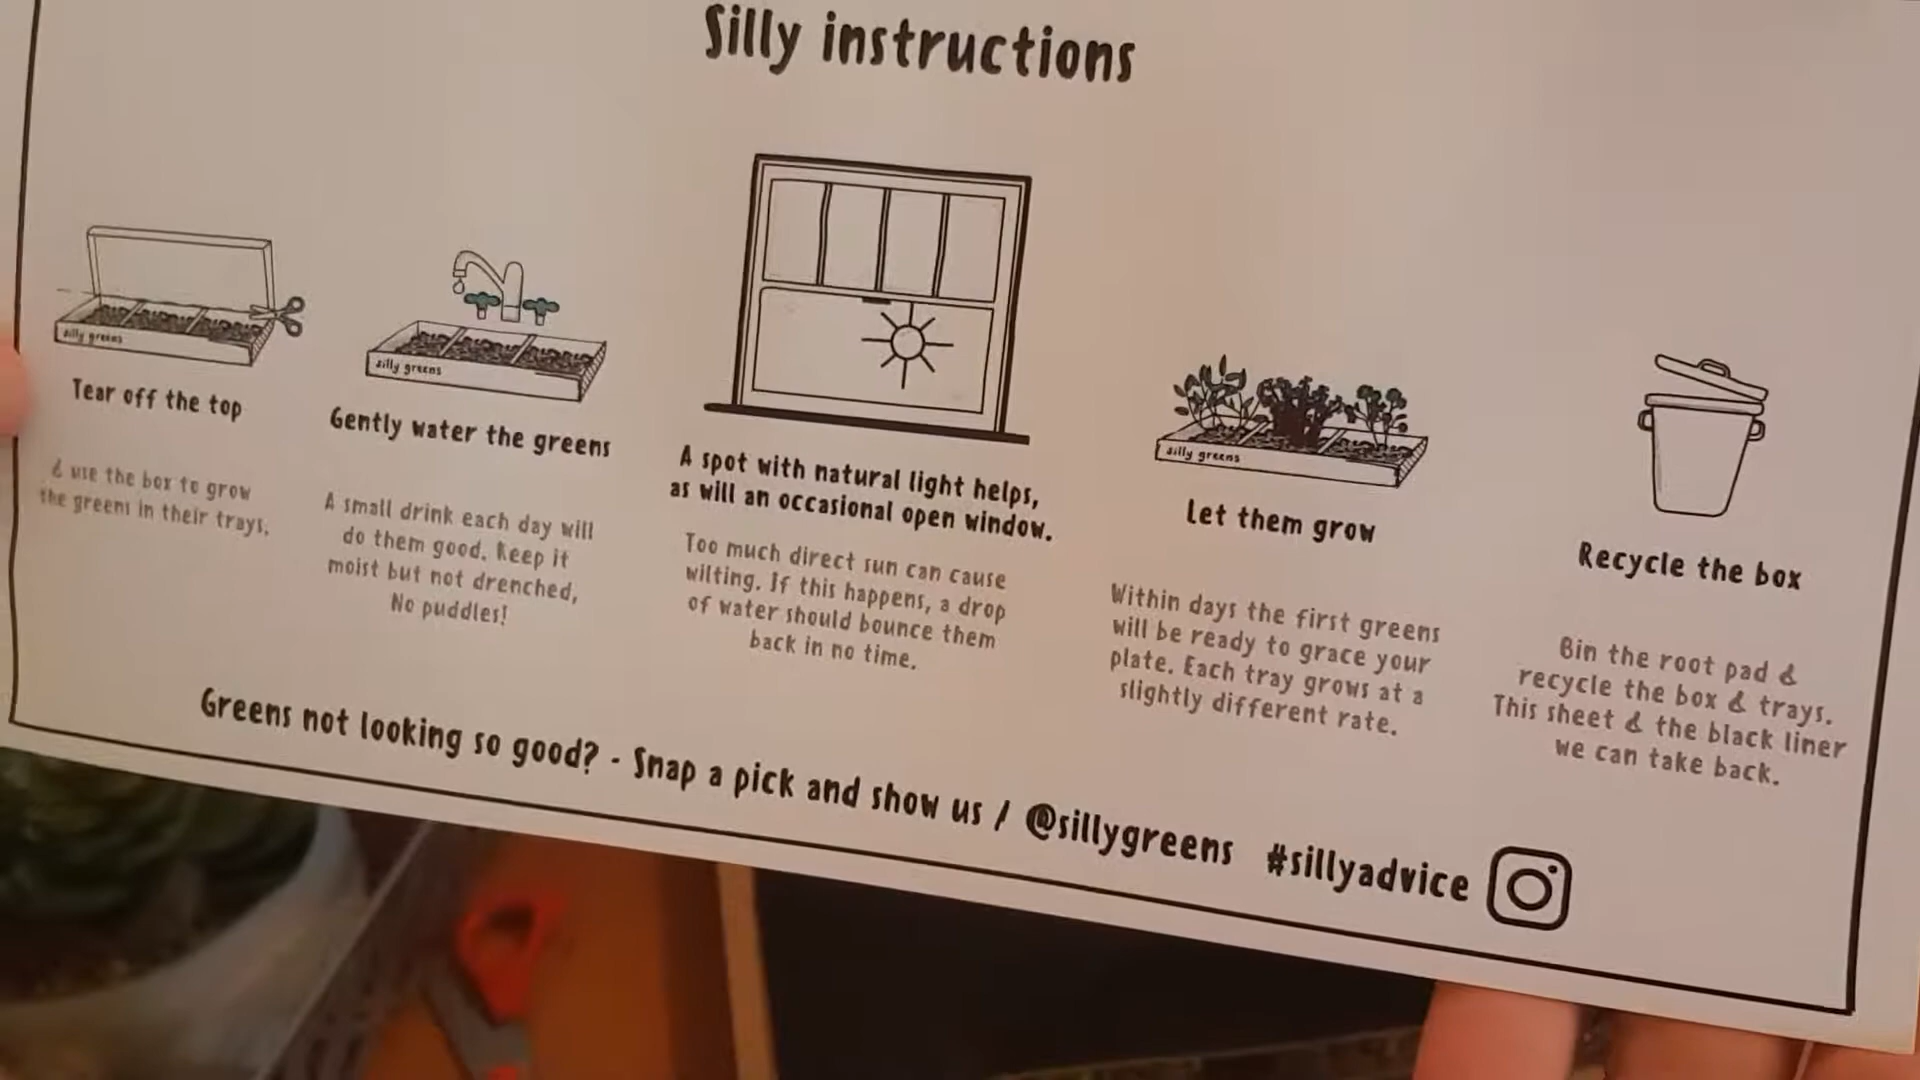 Silly instructions
silly greens
Tear off the top
& use the box to grow
the greens in their trays.
silly greens
Gently water the greens
A small drink each day will
do them good. Keep it
moist but not drenched,
No puddles!
A spot with natural light helps,
as will an occasional open window.
Too much direct sun can cause
wilting. If this happens, a drop
of water should bounce them
back in no time.
silly greens
Let them grow
Within days the first greens
will be ready to grace your
plate. Each tray grows at a
slightly different rate.
Recycle the box
Bin the root pad &
recycle the box & trays.
This sheet & the black liner
we can take back.
Greens not looking so good? - Snap a pick and show us / @sillygreens #sillyadvice